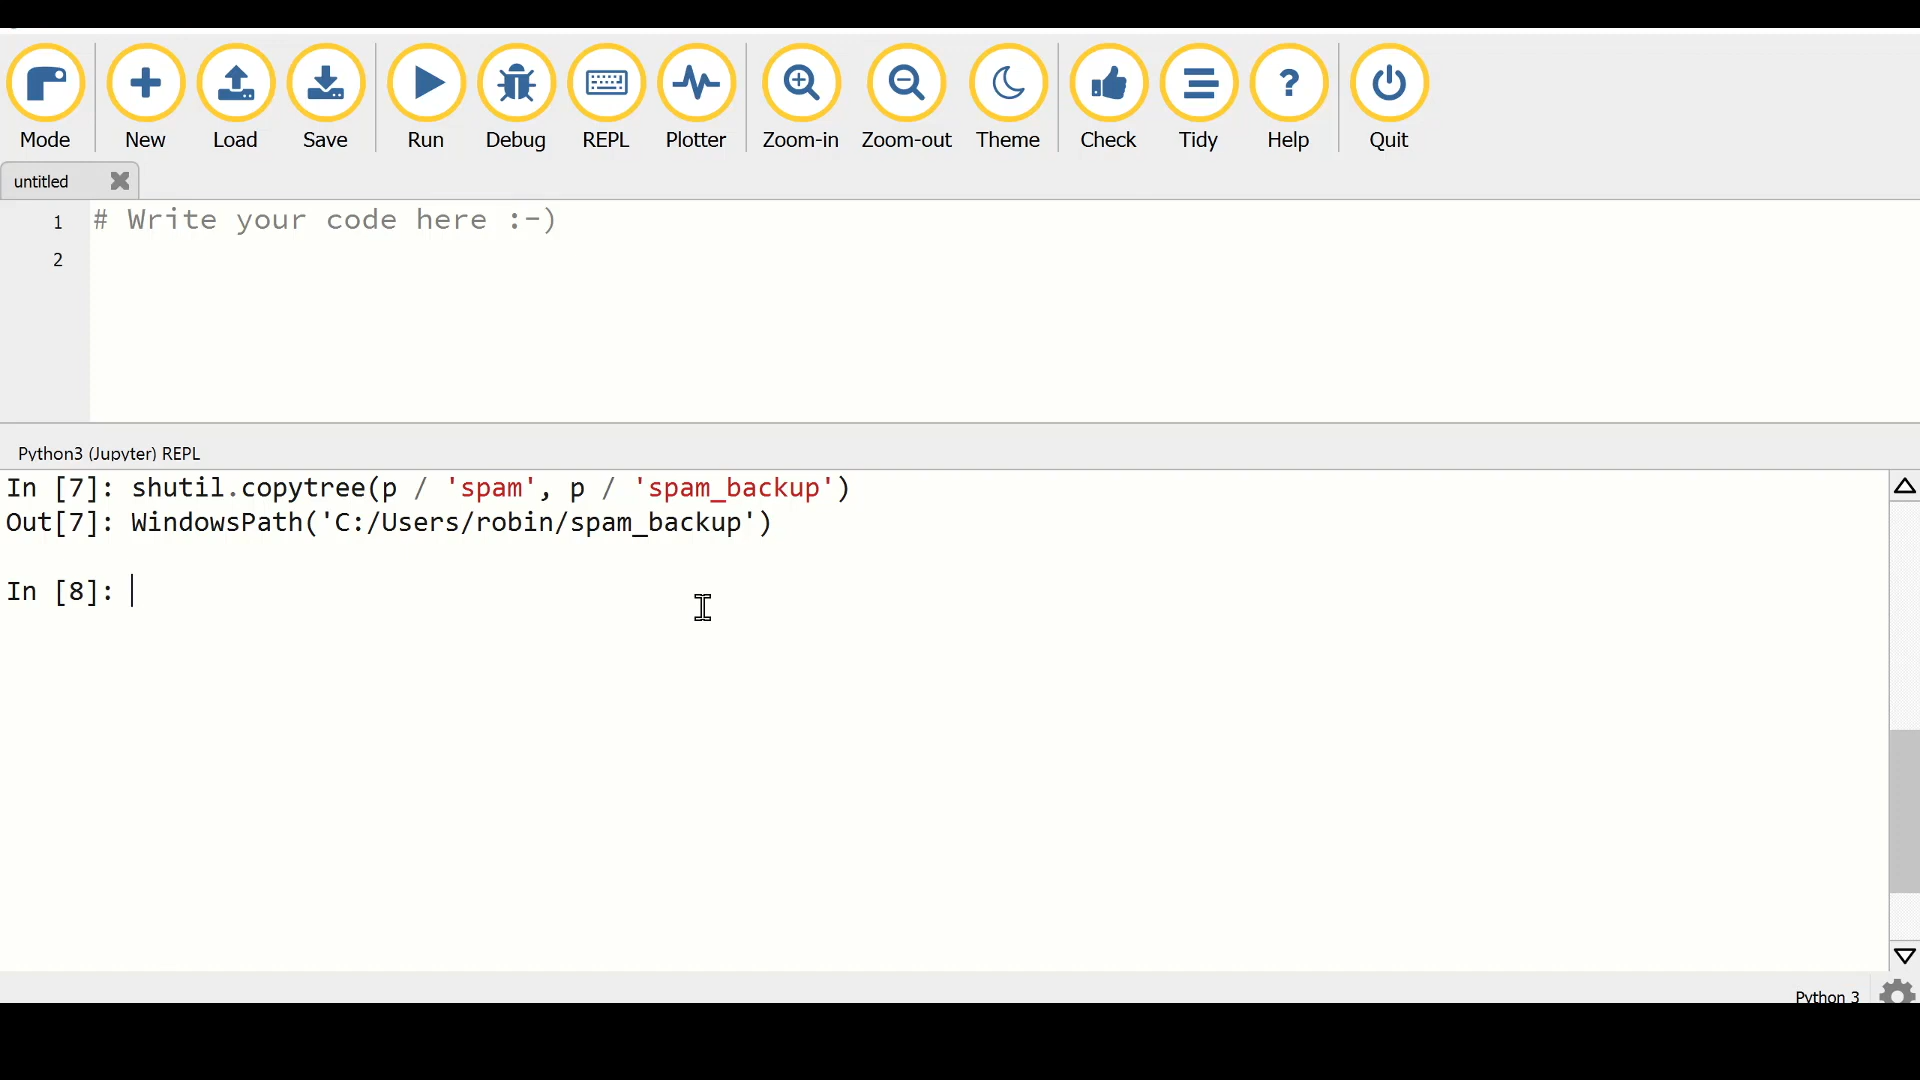 Mode New Load Save Run Debug REPL Plotter Zoom-in Zoom-out Theme Check Tidy Help Quit
untitled
1 # Write your code here :-)
2
Python3 (Jupyter) REPL
In [7]: shutil.copytree(p / 'spam', p / 'spam_backup')
Out[7]: WindowsPath('C:/Users/robin/spam_backup')
In [8]:
Python 3